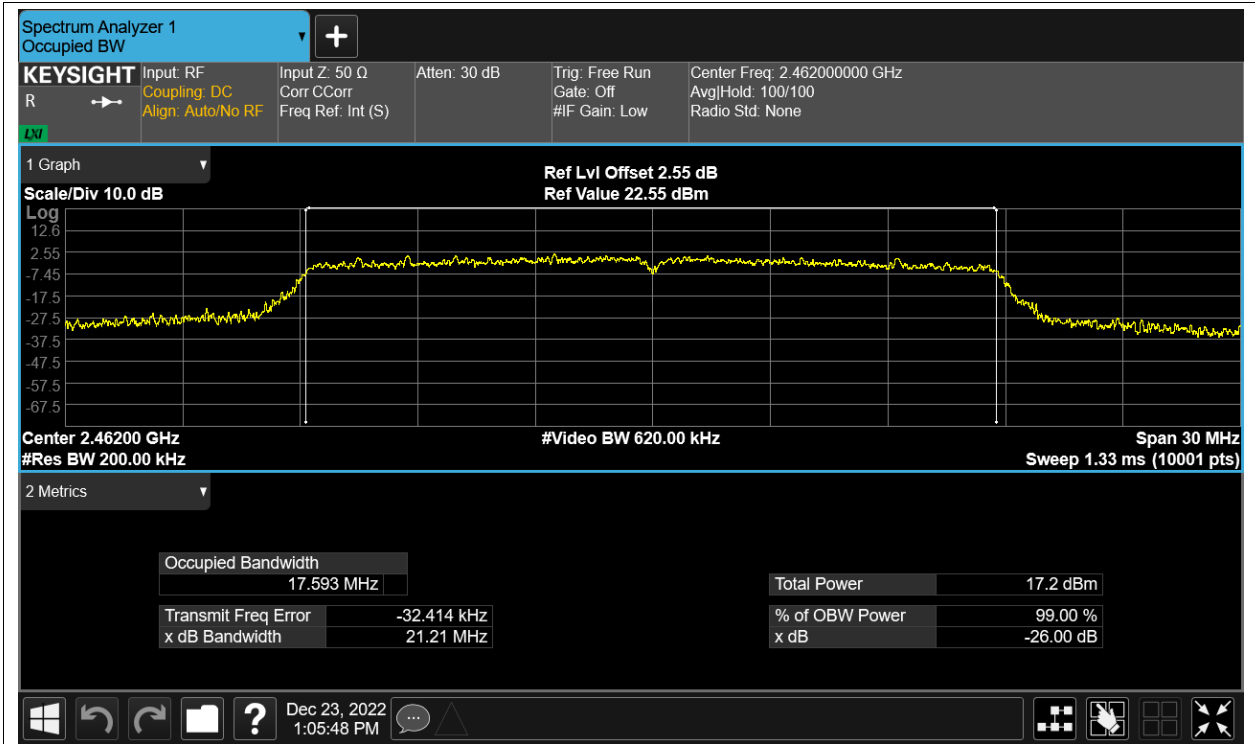 Spectrum Analyzer 1
Occupied BW
KEYSIGHT
R
LXI
Input: RF
Coupling: DC
Align: Auto/No RF
Input Z: 50 Ω
Corr CCorr
Freq Ref: Int (S)
Atten: 30 dB
Trig: Free Run
Gate: Off
#IF Gain: Low
Center Freq: 2.462000000 GHz
Avg|Hold: 100/100
Radio Std: None
1 Graph
Scale/Div 10.0 dB
Ref Lvl Offset 2.55 dB
Ref Value 22.55 dBm
Log
12.6
2.55
-7.45
-17.5
-27.5
-37.5
-47.5
-57.5
-67.5
Center 2.46200 GHz
#Res BW 200.00 kHz
#Video BW 620.00 kHz
Span 30 MHz
Sweep 1.33 ms (10001 pts)
2 Metrics
Occupied Bandwidth
17.593 MHz
Transmit Freq Error -32.414 kHz
x dB Bandwidth 21.21 MHz
Total Power 17.2 dBm
% of OBW Power 99.00 %
x dB -26.00 dB
?
Dec 23, 2022
1:05:48 PM